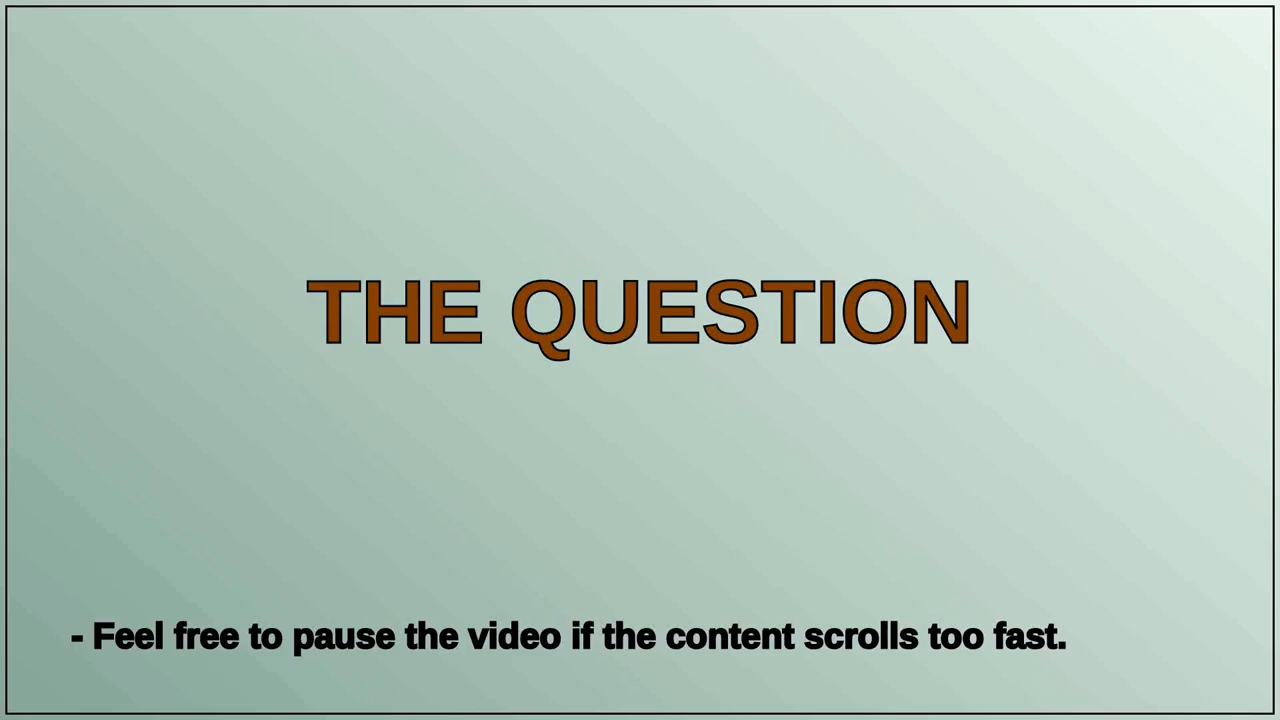 THE QUESTION
- Feel free to pause the video if the content scrolls too fast.